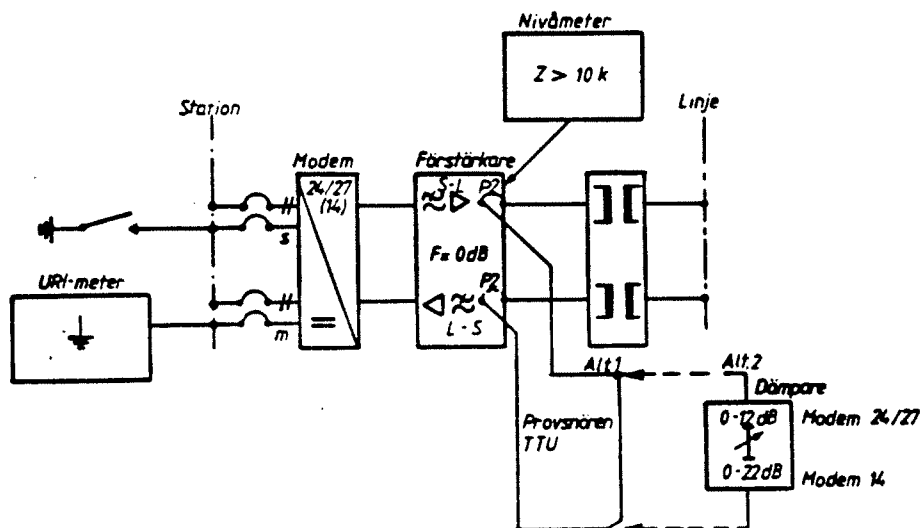 Nivåmeter
Z > 10 k
Station
Linje
Modem
Förstärkare
24/27
(14)
S-L
P2
s
F = 0dB
URI-meter
P2
m
L - S
Alt.1
Alt.2
Dämpare
Provsnören
TTU
0-12dB
Modem 24/27
0-22dB
Modem 14